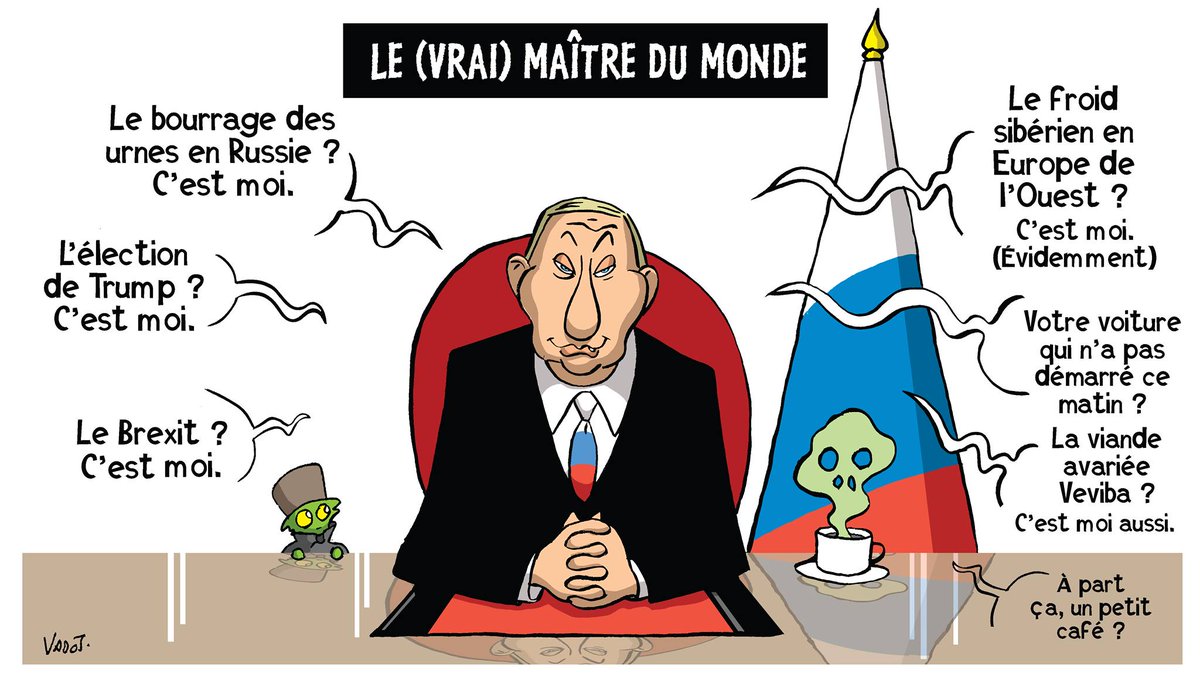 LE (VRAI) MAÎTRE DU MONDE
Le bourrage des
urnes en Russie ?
C'est moi.
L'élection
de Trump ?
C'est moi.
Le Brexit ?
C'est moi.
Le froid
sibérien en
Europe de
l'Ouest ?
C'est moi.
(Évidemment)
Votre voiture
qui n'a pas
démarré ce
matin ?
La viande
avariée
Veviba ?
C'est moi aussi.
À part
ça, un petit
café ?
VADOT.